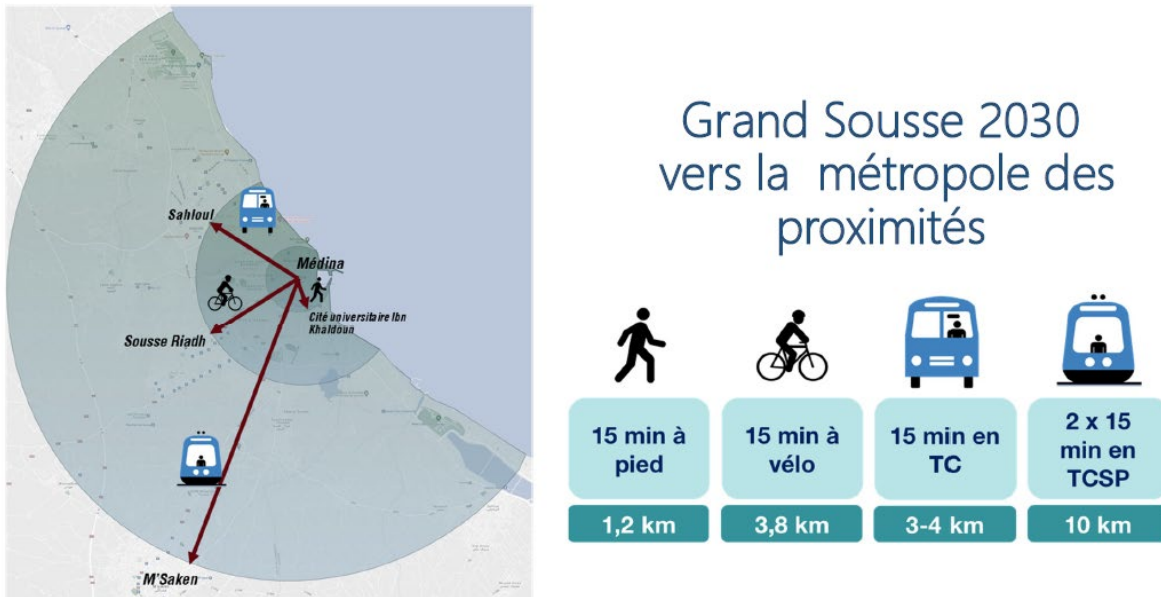 Sahloul
Médina
Cité universitaire Ibn
Khaldoun
Sousse Riadh
M'Saken
Grand Sousse 2030
vers la métropole des
proximités
15 min à
pied
1,2 km
15 min à
vélo
3,8 km
15 min en
TC
3-4 km
2 x 15
min en
TCSP
10 km